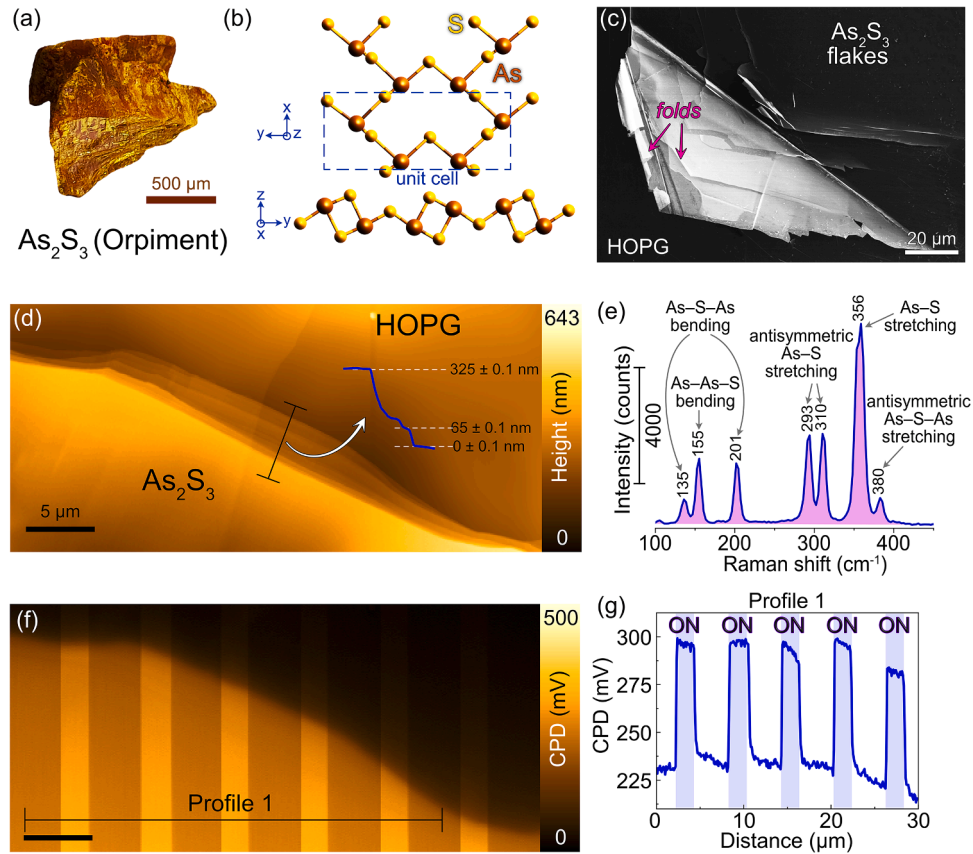 (a)
500 µm
As₂S₃ (Orpiment)
(b)
S
As
x
y
z
unit cell
z
x
y
(c)
As₂S₃
flakes
folds
HOPG
20 µm
(d)
HOPG
325 ± 0.1 nm
65 ± 0.1 nm
0 ± 0.1 nm
As₂S₃
5 µm
643
Height (nm)
0
(e)
As–S–As
bending
As–As–S
bending
antisymmetric
As–S
stretching
As–S
stretching
antisymmetric
As–S–As
stretching
135
155
201
293
310
356
380
4000
Intensity (counts)
100
200
300
400
Raman shift (cm⁻¹)
(f)
Profile 1
500
CPD (mV)
0
(g)
Profile 1
ON
ON
ON
ON
ON
300
275
250
225
CPD (mV)
0
10
20
30
Distance (µm)